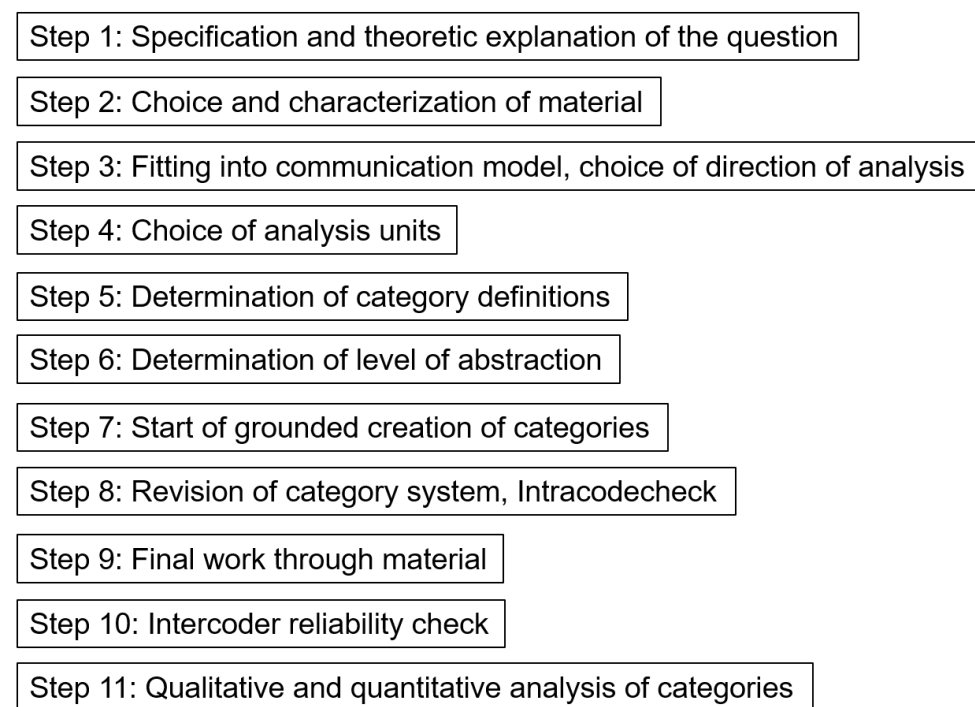 Step 1: Specification and theoretic explanation of the question
Step 2: Choice and characterization of material
Step 3: Fitting into communication model, choice of direction of analysis
Step 4: Choice of analysis units
Step 5: Determination of category definitions
Step 6: Determination of level of abstraction
Step 7: Start of grounded creation of categories
Step 8: Revision of category system, Intracodecheck
Step 9: Final work through material
Step 10: Intercoder reliability check
Step 11: Qualitative and quantitative analysis of categories